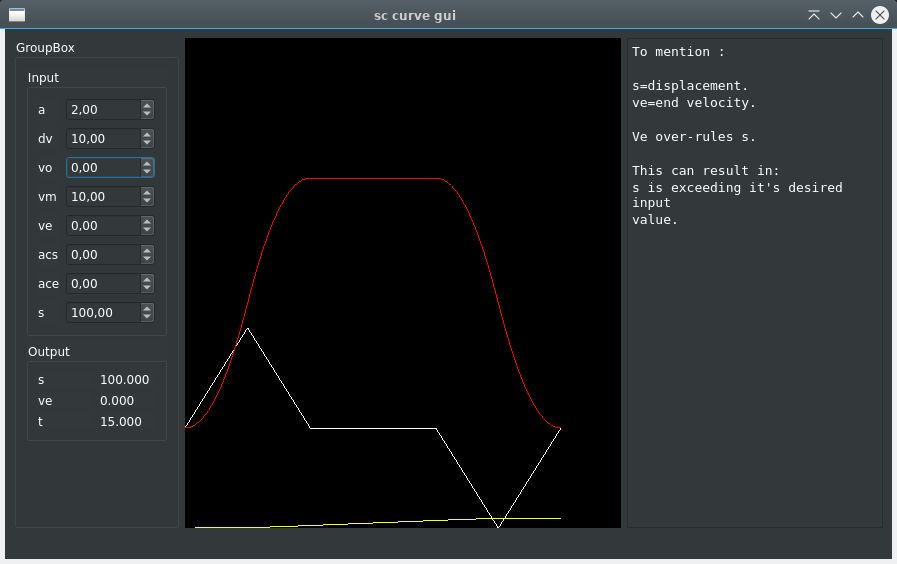 sc curve gui
GroupBox
Input
a 2,00
dv 10,00
vo 0,00
vm 10,00
ve 0,00
acs 0,00
ace 0,00
s 100,00
Output
s 100.000
ve 0.000
t 15.000
To mention :
s=displacement.
ve=end velocity.
Ve over-rules s.
This can result in:
s is exceeding it's desired
input
value.